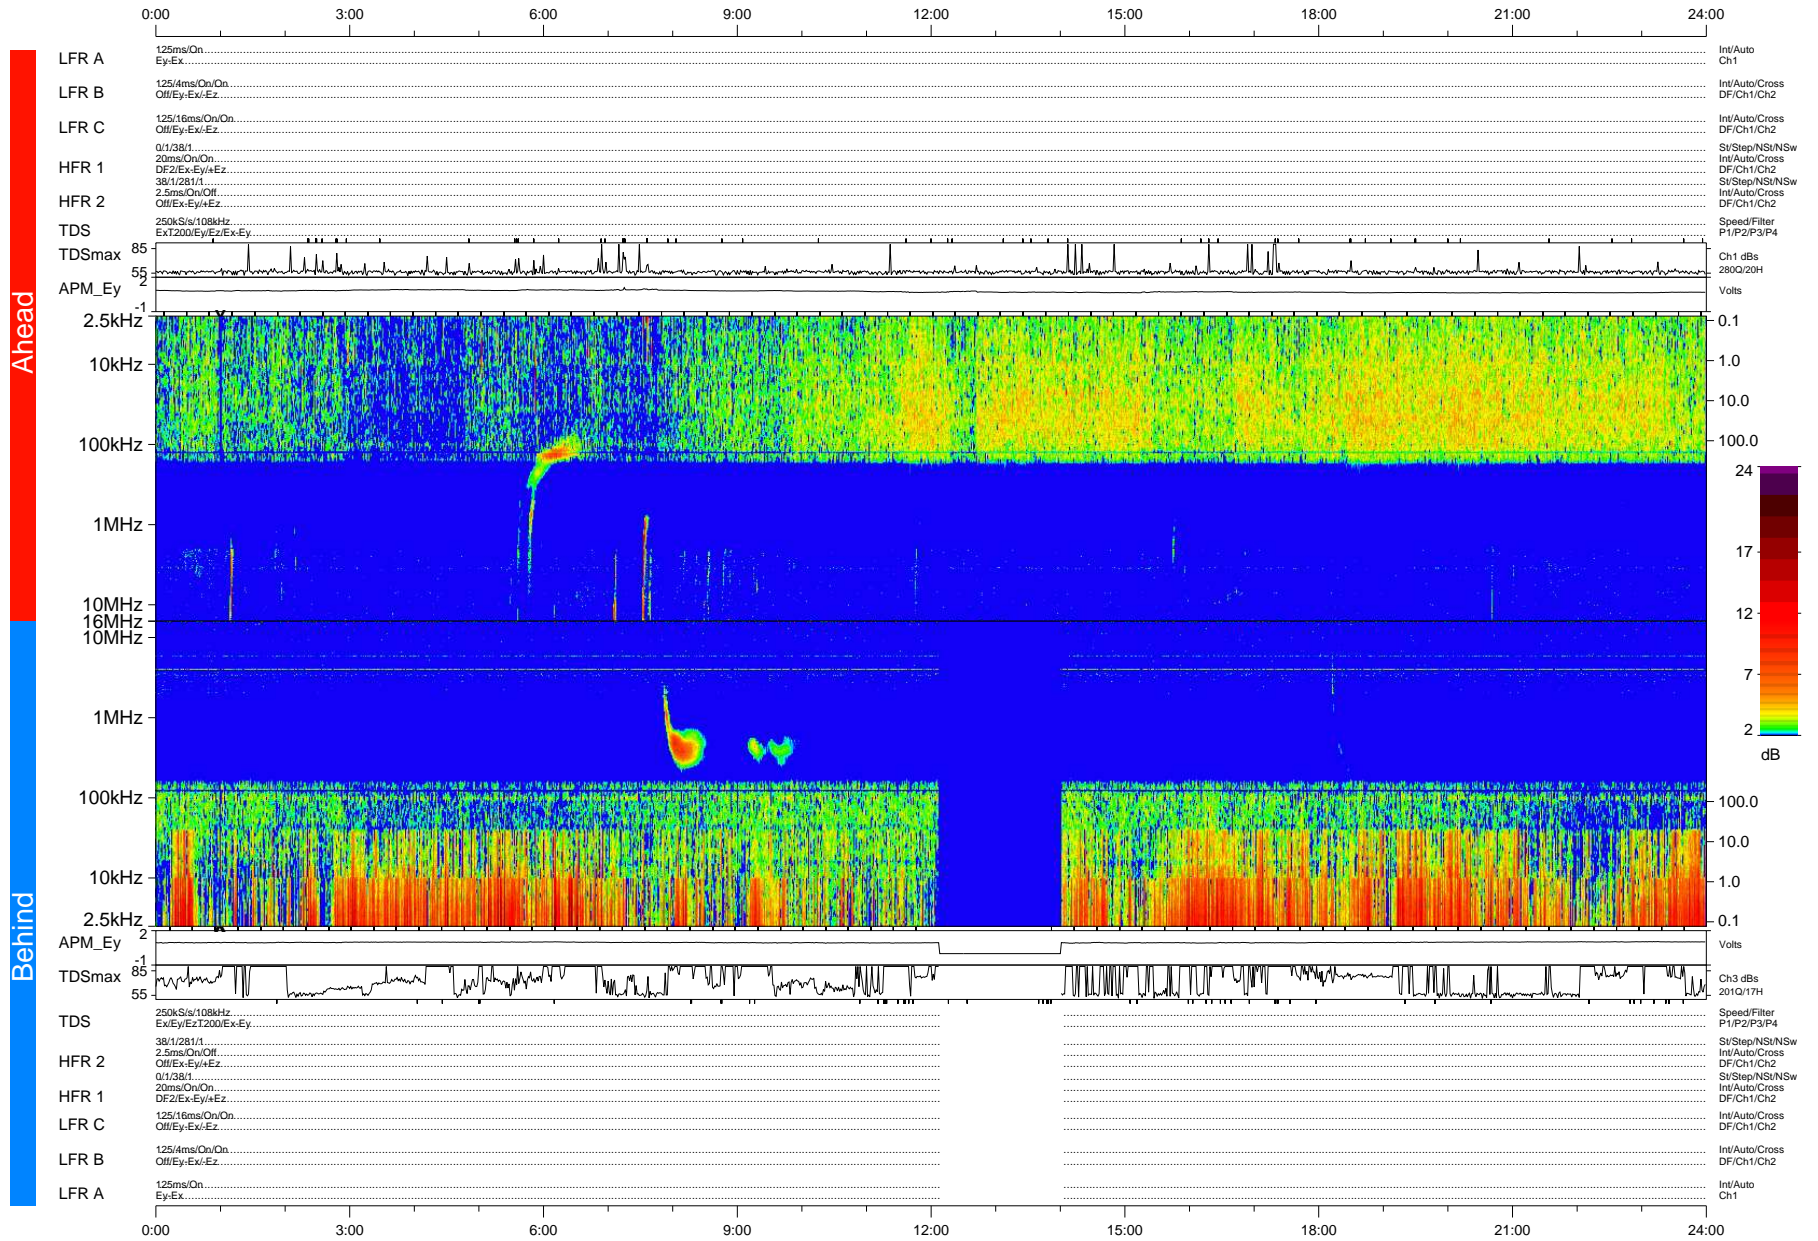 0:00 3:00 6:00 9:00 12:00 15:00 18:00 21:00 24:00
Ahead
LFR A 125ms/On Int/Auto
Ey-Ex Ch1
LFR B 125/4ms/On/On Int/Auto/Cross
Off/Ey-Ex/-Ez DF/Ch1/Ch2
LFR C 125/16ms/On/On Int/Auto/Cross
Off/Ey-Ex/-Ez DF/Ch1/Ch2
0/1/38/1 St/Step/NSt/NSw
HFR 1 20ms/On/On Int/Auto/Cross
DF2/Ex-Ey/+Ez DF/Ch1/Ch2
38/1/281/1 St/Step/NSt/NSw
HFR 2 2.5ms/On/Off Int/Auto/Cross
Off/Ex-Ey/+Ez DF/Ch1/Ch2
TDS 250kS/s/108kHz Speed/Filter
ExT200/Ey/Ez/Ex-Ey P1/P2/P3/P4
TDSmax 85 Ch1 dBs
55 280Q/20H
APM_Ey 2 Volts
-1
2.5kHz 0.1
10kHz 1.0
10.0
100kHz 100.0
1MHz
10MHz
16MHz
24
17
12
7
2
dB
Behind
10MHz
1MHz
100kHz 100.0
10.0
10kHz 1.0
2.5kHz 0.1
APM_Ey 2 Volts
-1
TDSmax 85 Ch3 dBs
55 201Q/17H
TDS 250kS/s/108kHz Speed/Filter
Ex/Ey/EzT200/Ex-Ey P1/P2/P3/P4
38/1/281/1 St/Step/NSt/NSw
HFR 2 2.5ms/On/Off Int/Auto/Cross
Off/Ex-Ey/+Ez DF/Ch1/Ch2
0/1/38/1 St/Step/NSt/NSw
HFR 1 20ms/On/On Int/Auto/Cross
DF2/Ex-Ey/+Ez DF/Ch1/Ch2
LFR C 125/16ms/On/On Int/Auto/Cross
Off/Ey-Ex/-Ez DF/Ch1/Ch2
LFR B 125/4ms/On/On Int/Auto/Cross
Off/Ey-Ex/-Ez DF/Ch1/Ch2
LFR A 125ms/On Int/Auto
Ey-Ex Ch1
0:00 3:00 6:00 9:00 12:00 15:00 18:00 21:00 24:00